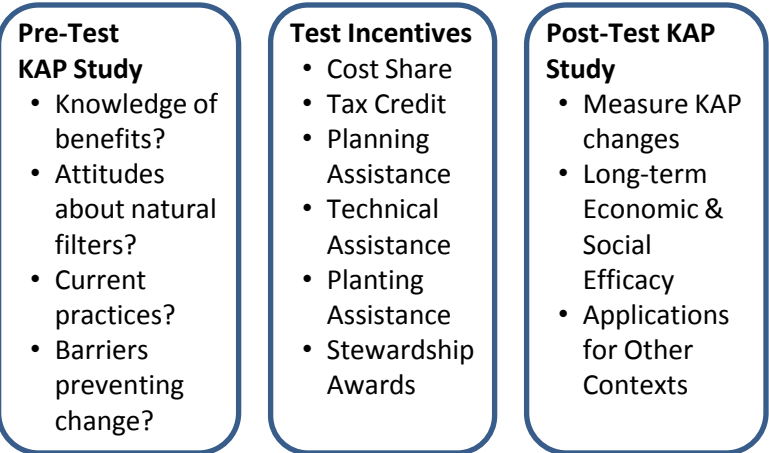 Pre-Test
KAP Study
• Knowledge of
benefits?
• Attitudes
about natural
filters?
• Current
practices?
• Barriers
preventing
change?
Test Incentives
• Cost Share
• Tax Credit
• Planning
Assistance
• Technical
Assistance
• Planting
Assistance
• Stewardship
Awards
Post-Test KAP
Study
• Measure KAP
changes
• Long-term
Economic &
Social
Efficacy
• Applications
for Other
Contexts